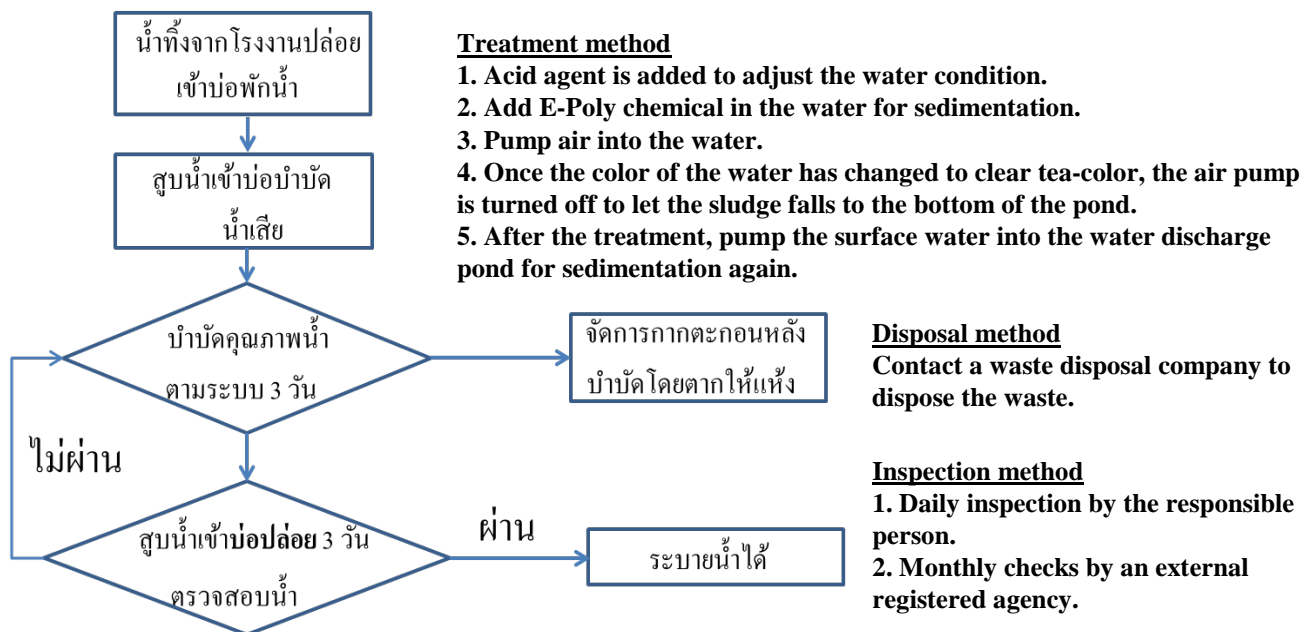 น้ำทิ้งจากโรงงานปล่อย
เข้าบ่อพักน้ำ
สูบน้ำเข้าบ่อบำบัด
น้ำเสีย
บำบัดคุณภาพน้ำ
ตามระบบ 3 วัน
จัดการกากตะกอนหลัง
บำบัดโดยตากให้แห้ง
ไม่ผ่าน
สูบน้ำเข้าบ่อปล่อย 3 วัน
ตรวจสอบน้ำ
ผ่าน
ระบายน้ำได้
Treatment method
1. Acid agent is added to adjust the water condition.
2. Add E-Poly chemical in the water for sedimentation.
3. Pump air into the water.
4. Once the color of the water has changed to clear tea-color, the air pump
is turned off to let the sludge falls to the bottom of the pond.
5. After the treatment, pump the surface water into the water discharge
pond for sedimentation again.
Disposal method
Contact a waste disposal company to
dispose the waste.
Inspection method
1. Daily inspection by the responsible
person.
2. Monthly checks by an external
registered agency.